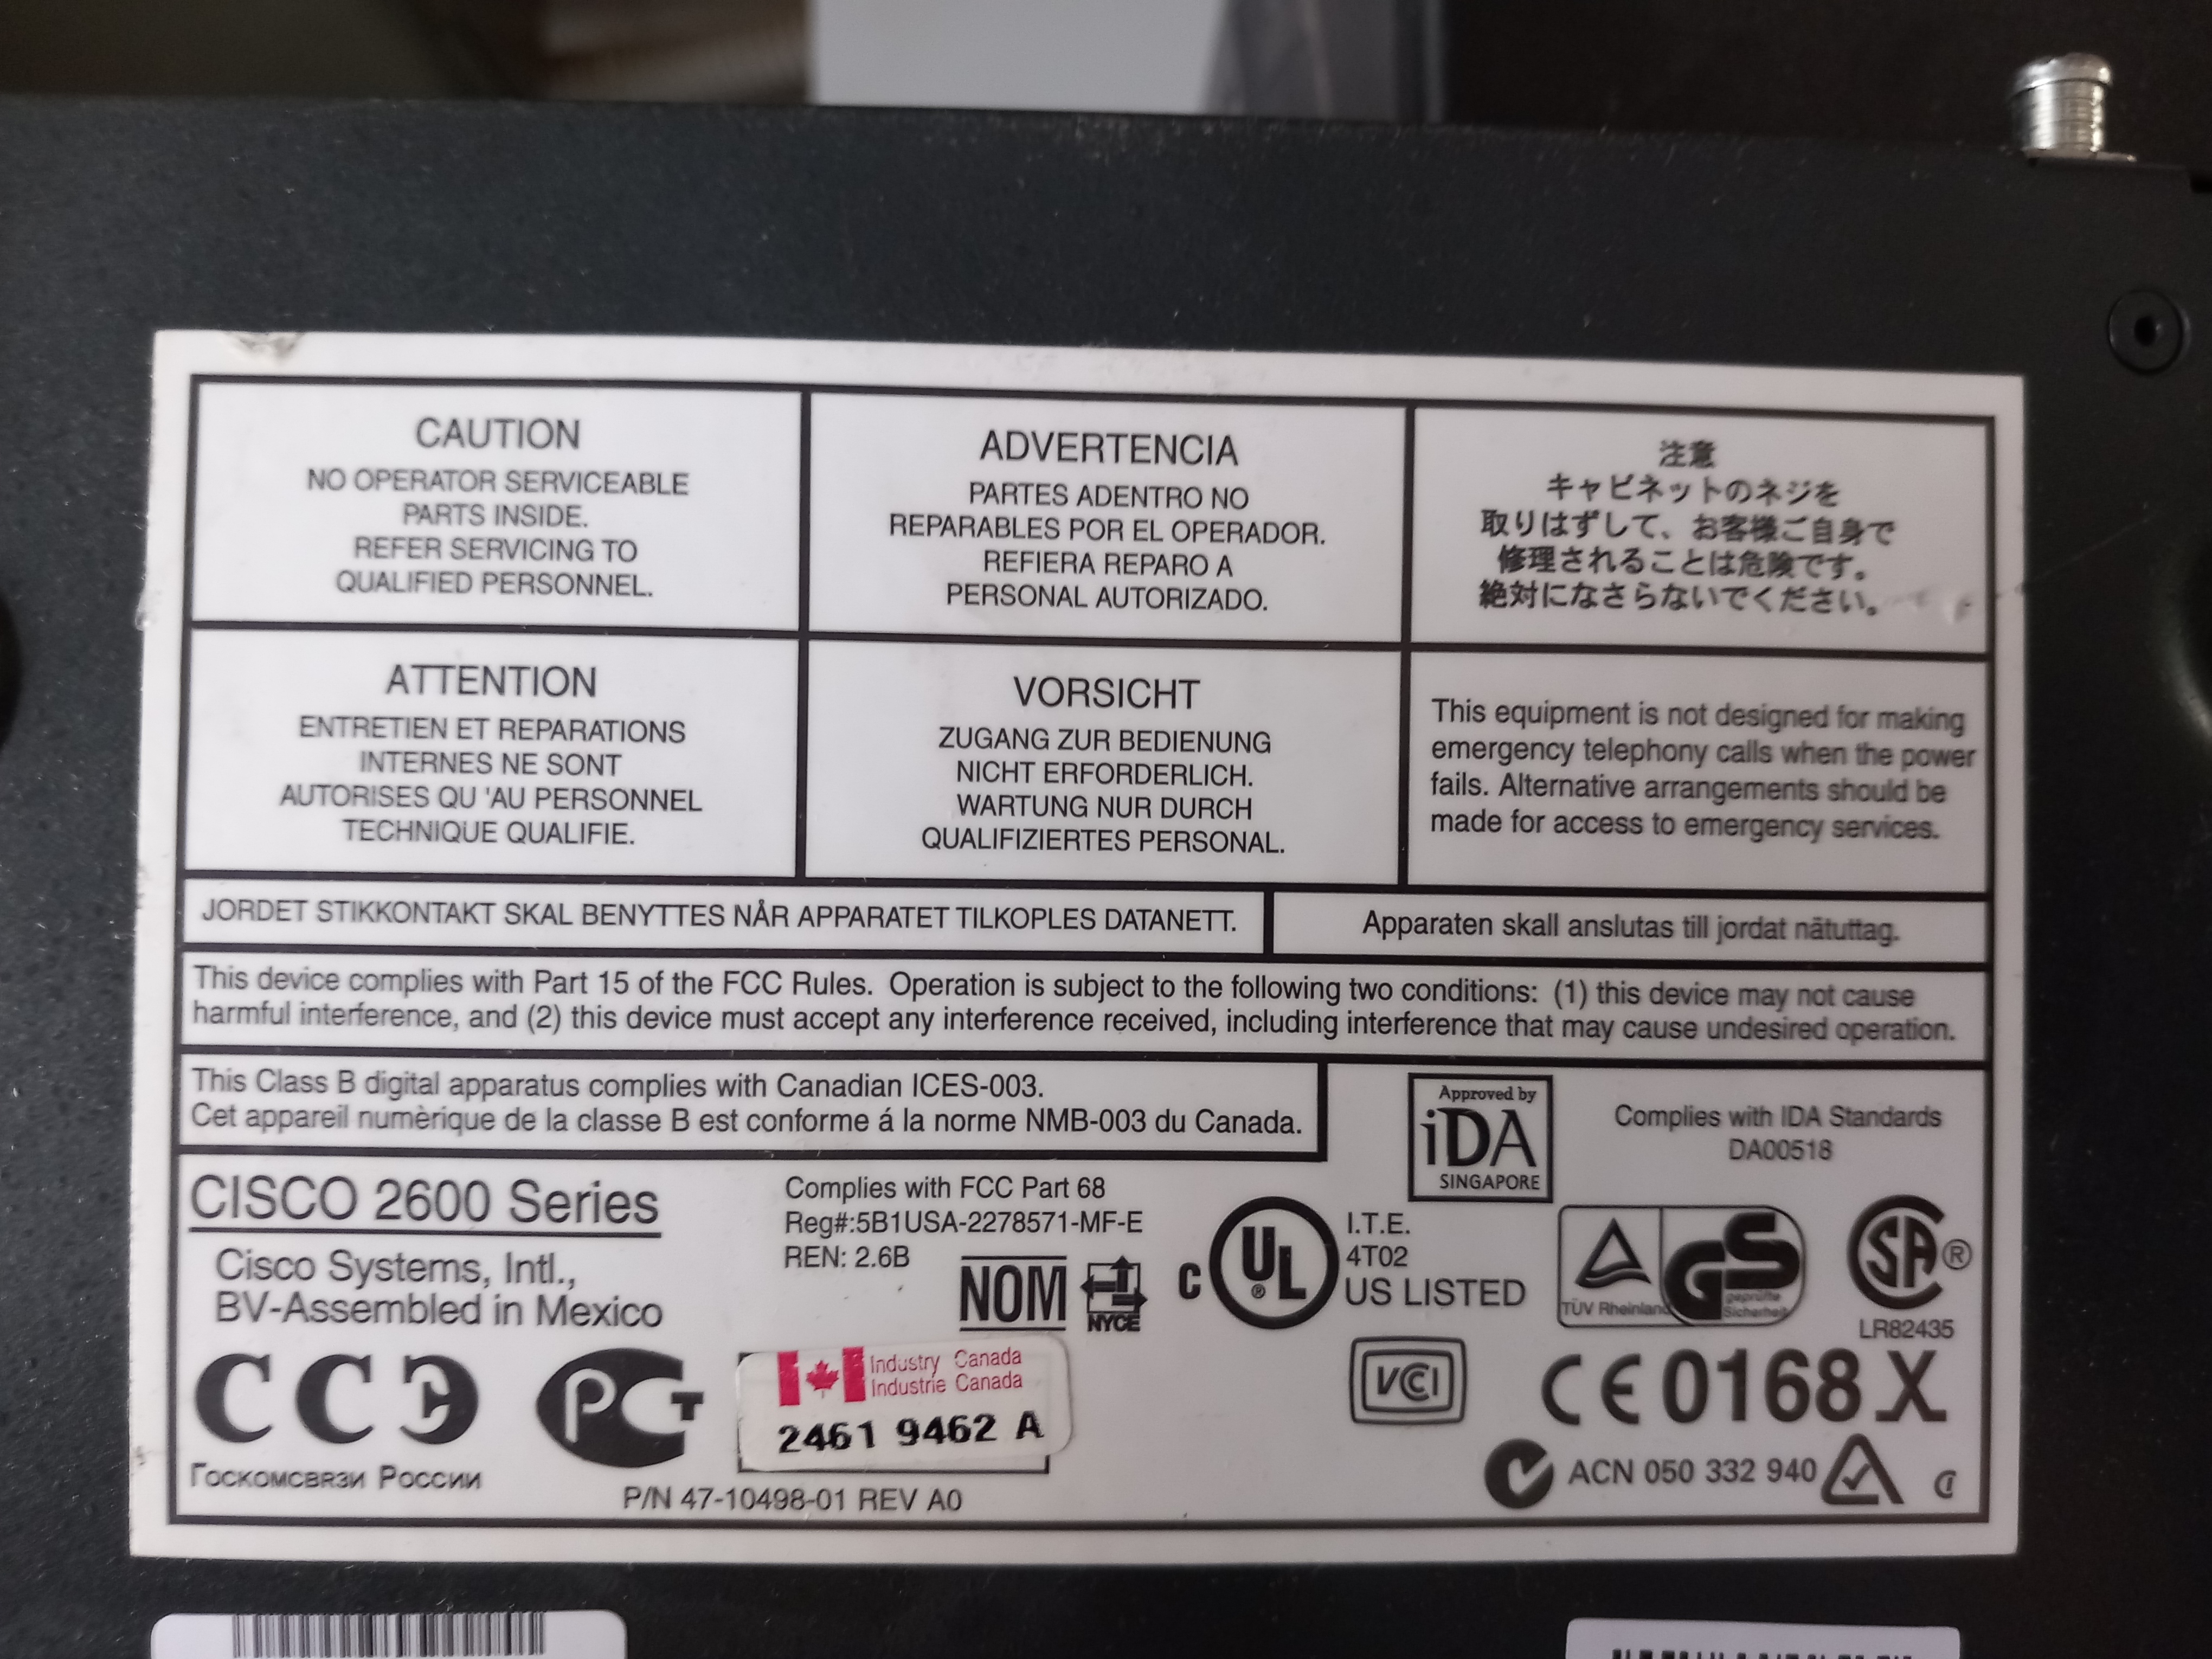 CAUTION
NO OPERATOR SERVICEABLE
PARTS INSIDE.
REFER SERVICING TO
QUALIFIED PERSONNEL.
ADVERTENCIA
PARTES ADENTRO NO
REPARABLES POR EL OPERADOR.
REFIERA REPARO A
PERSONAL AUTORIZADO.
注意
キャビネットのネジを
取りはずして、お客様ご自身で
修理されることは危険です。
絶対になさらないでください。
ATTENTION
ENTRETIEN ET REPARATIONS
INTERNES NE SONT
AUTORISES QU 'AU PERSONNEL
TECHNIQUE QUALIFIE.
VORSICHT
ZUGANG ZUR BEDIENUNG
NICHT ERFORDERLICH.
WARTUNG NUR DURCH
QUALIFIZIERTES PERSONAL.
This equipment is not designed for making
emergency telephony calls when the power
fails. Alternative arrangements should be
made for access to emergency services.
JORDET STIKKONTAKT SKAL BENYTTES NÅR APPARATET TILKOPLES DATANETT.
Apparaten skall anslutas till jordat nätuttag.
This device complies with Part 15 of the FCC Rules. Operation is subject to the following two conditions: (1) this device may not cause
harmful interference, and (2) this device must accept any interference received, including interference that may cause undesired operation.
This Class B digital apparatus complies with Canadian ICES-003.
Cet appareil numèrique de la classe B est conforme á la norme NMB-003 du Canada.
Approved by
iDA
SINGAPORE
Complies with IDA Standards
DA00518
CISCO 2600 Series
Cisco Systems, Intl.,
BV-Assembled in Mexico
Complies with FCC Part 68
Reg#:5B1USA-2278571-MF-E
REN: 2.6B
NOM
NYCE
C UL ®
I.T.E.
4T02
US LISTED
TÜV Rheinland
GS
geprüfte
Sicherheit
SA ®
LR82435
ССЭ
Госкомсвязи России
РСт
Industry Canada
Industrie Canada
2461 9462 A
P/N 47-10498-01 REV A0
VCI
CE 0168 X
ACN 050 332 940